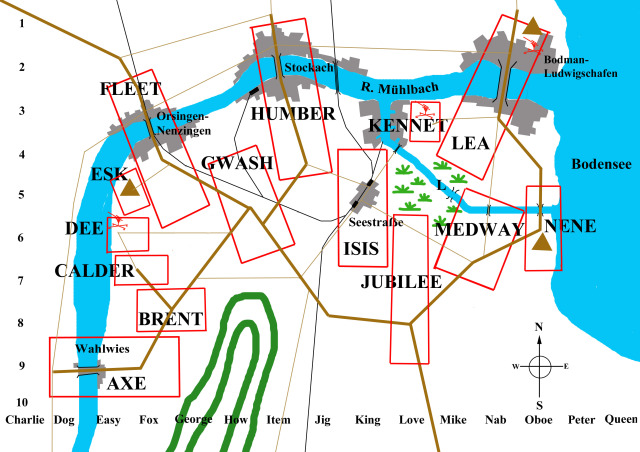 1
2
3
4
5
6
7
8
9
10
Stockach
Bodman-
Ludwigschafen
FLEET
R. Mühlbach
HUMBER
Orsingen-
Nenzingen
KENNET
LEA
GWASH
Bodensee
ESK
L
DEE
Seestraße
MEDWAY
NENE
ISIS
CALDER
JUBILEE
BRENT
Wahlwies
AXE
N
W
E
S
Charlie Dog Easy Fox George How Item Jig King Love Mike Nab Oboe Peter Queen